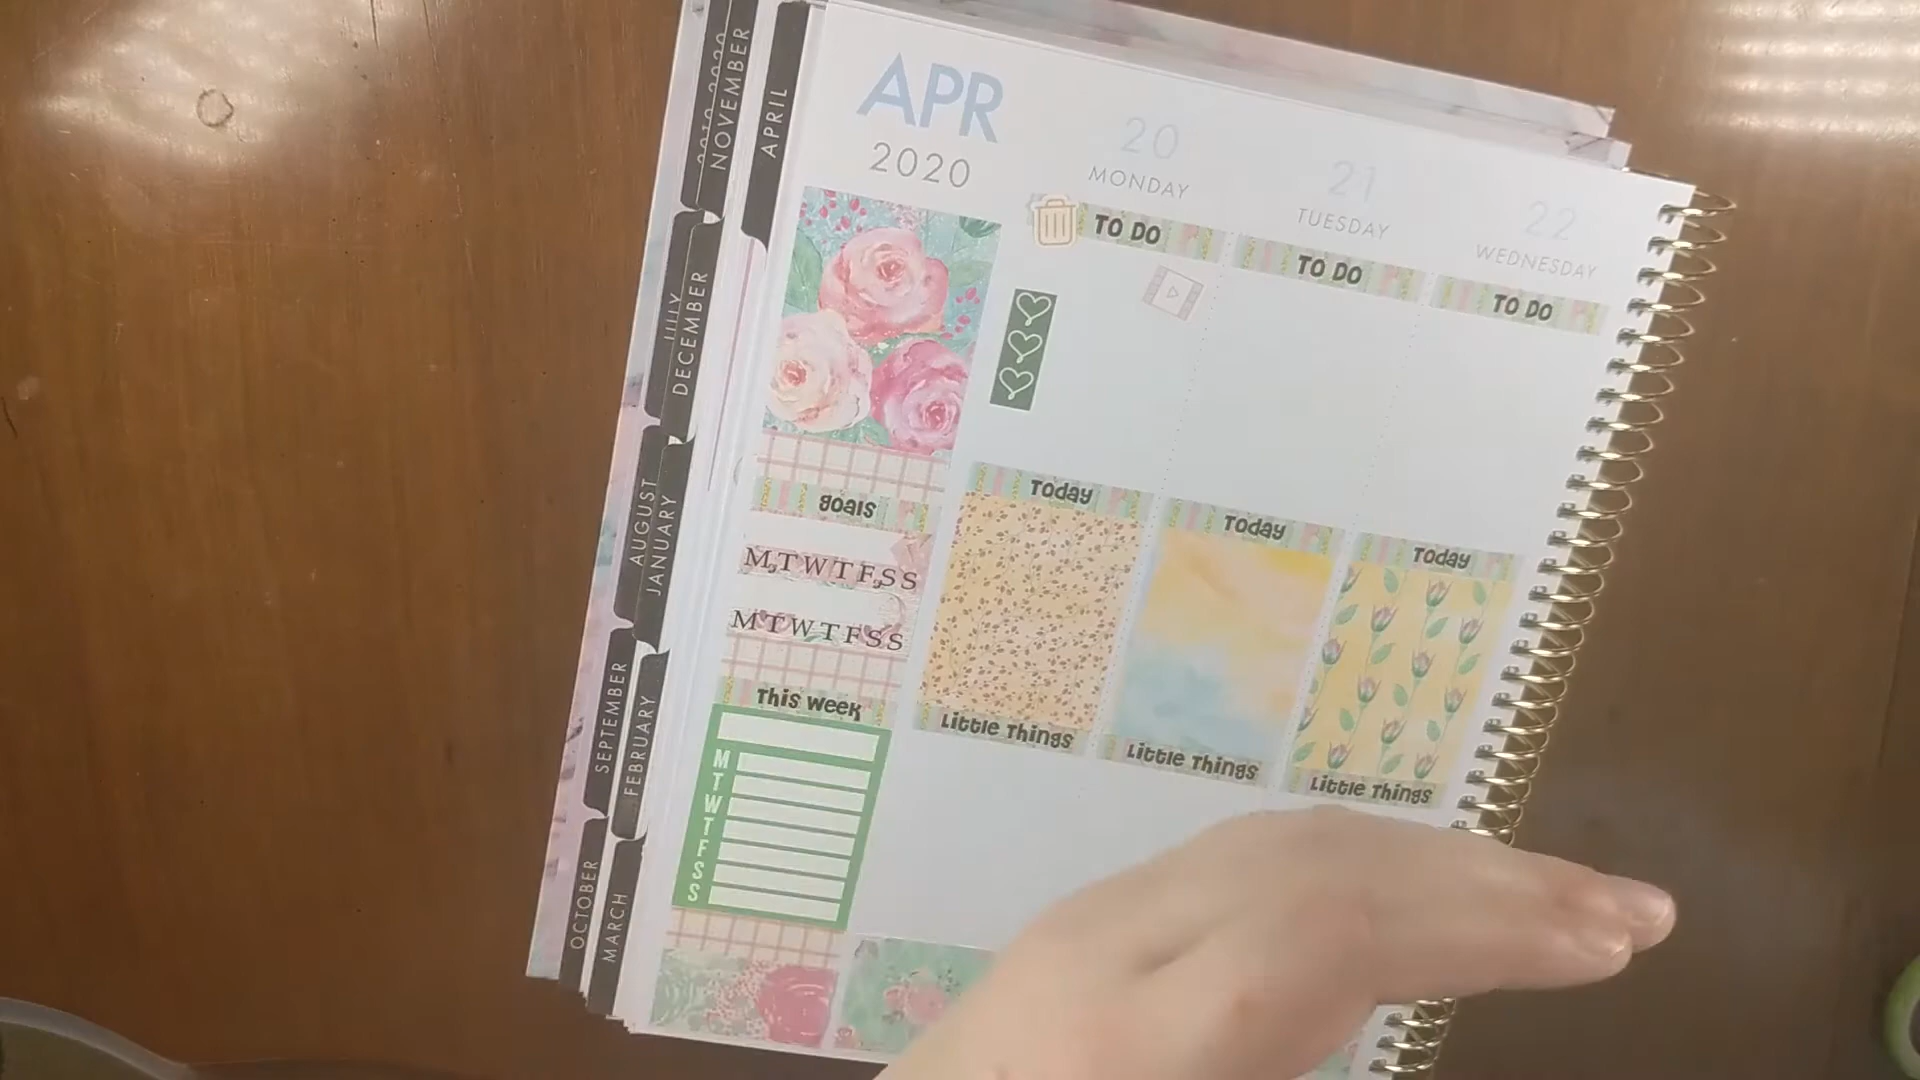 APR
2020
20
MONDAY
21
TUESDAY
22
WEDNESDAY
TO DO
TO DO
TO DO
goals
MTWTFSS
MTWTFSS
This week
M
T
W
T
F
S
S
Today
Today
Today
Little Things
Little Things
Little Things
NOVEMBER
APRIL
JULY
DECEMBER
AUGUST
JANUARY
SEPTEMBER
FEBRUARY
OCTOBER
MARCH